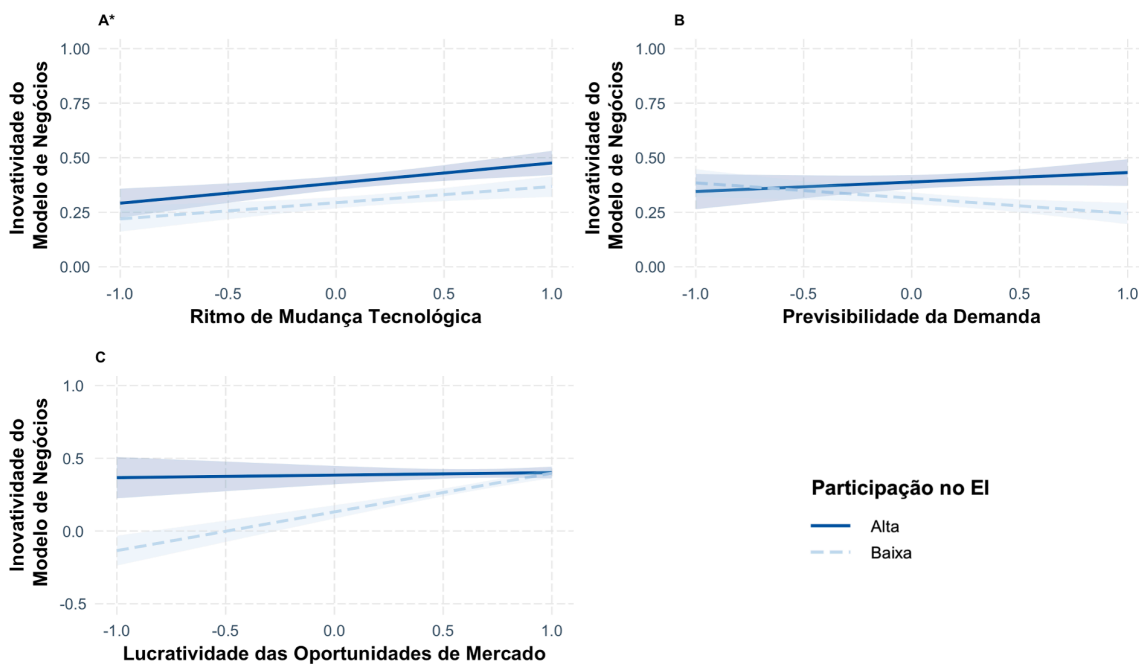 A*
Inovatividade do
Modelo de Negócios
1.00
0.75
0.50
0.25
0.00
-1.0
-0.5
0.0
0.5
1.0
Ritmo de Mudança Tecnológica
B
Inovatividade do
Modelo de Negócios
1.00
0.75
0.50
0.25
0.00
-1.0
-0.5
0.0
0.5
1.0
Previsibilidade da Demanda
C
Inovatividade do
Modelo de Negócios
1.0
0.5
0.0
-0.5
-1.0
-0.5
0.0
0.5
1.0
Lucratividade das Oportunidades de Mercado
Participação no EI
Alta
Baixa